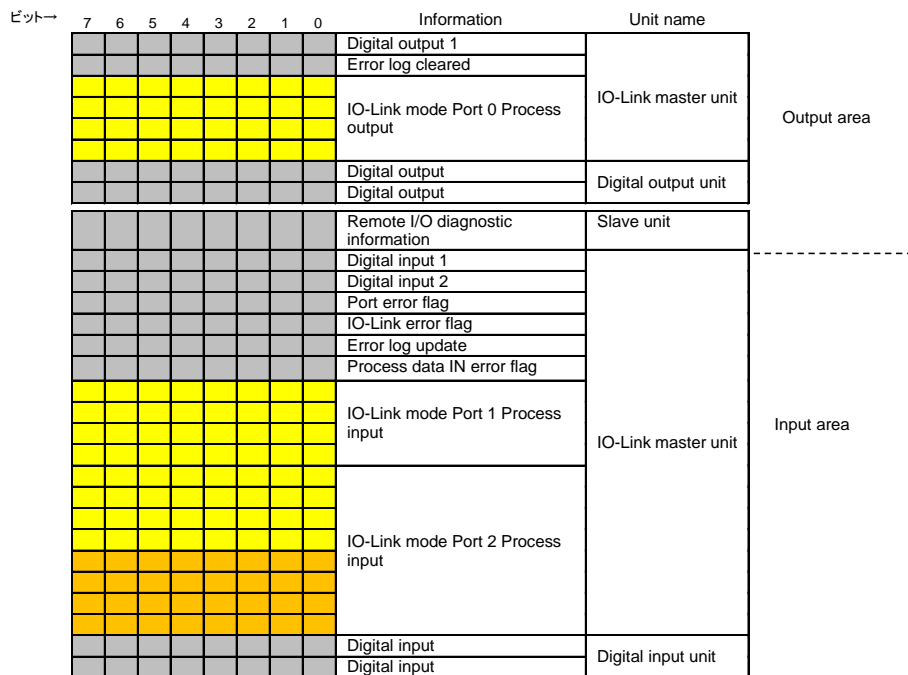 ビット→ 7 6 5 4 3 2 1 0 Information Unit name
Digital output 1
Error log cleared
IO-Link mode Port 0 Process
output
IO-Link master unit
Output area
Digital output
Digital output
Digital output unit
Remote I/O diagnostic
information
Slave unit
Digital input 1
Digital input 2
Port error flag
IO-Link error flag
Error log update
Process data IN error flag
IO-Link mode Port 1 Process
input
IO-Link master unit
Input area
IO-Link mode Port 2 Process
input
Digital input
Digital input
Digital input unit